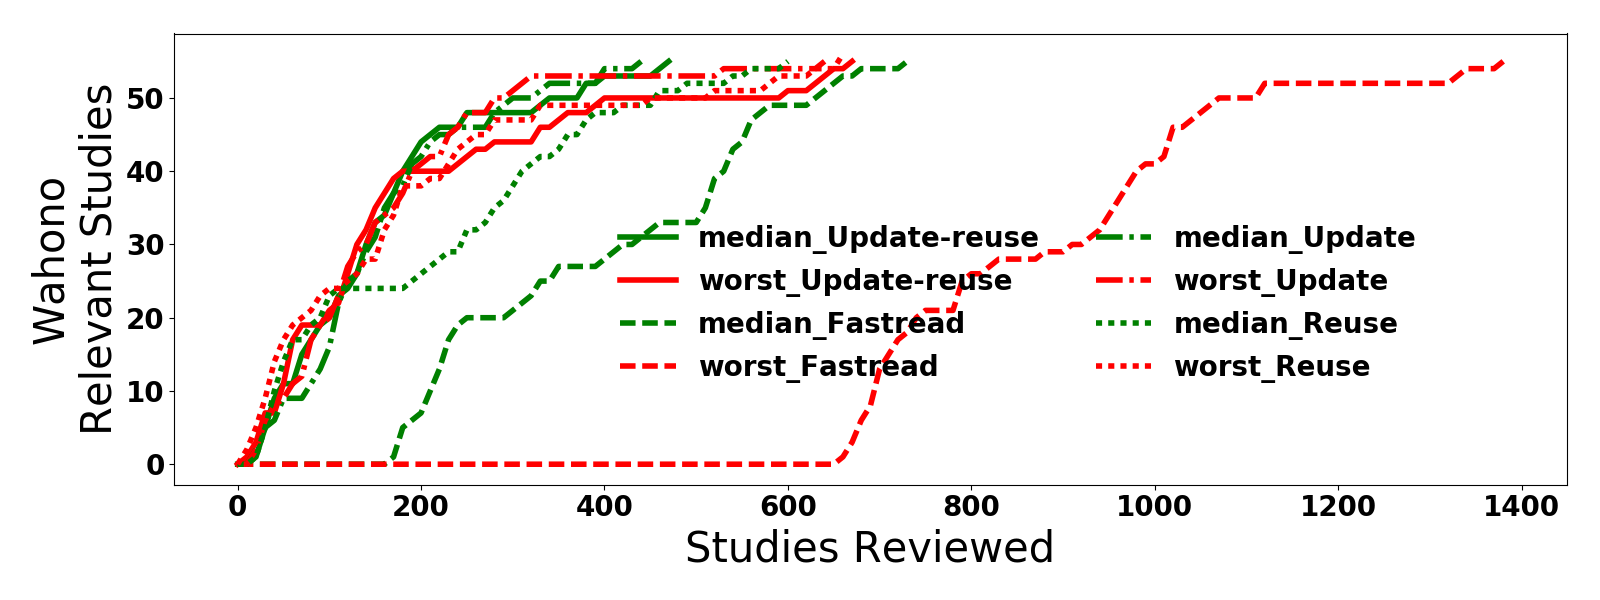 Wahono
Relevant Studies
50
40
30
20
10
0
median_Update-reuse
worst_Update-reuse
median_Fastread
worst_Fastread
median_Update
worst_Update
median_Reuse
worst_Reuse
0 200 400 600 800 1000 1200 1400
Studies Reviewed